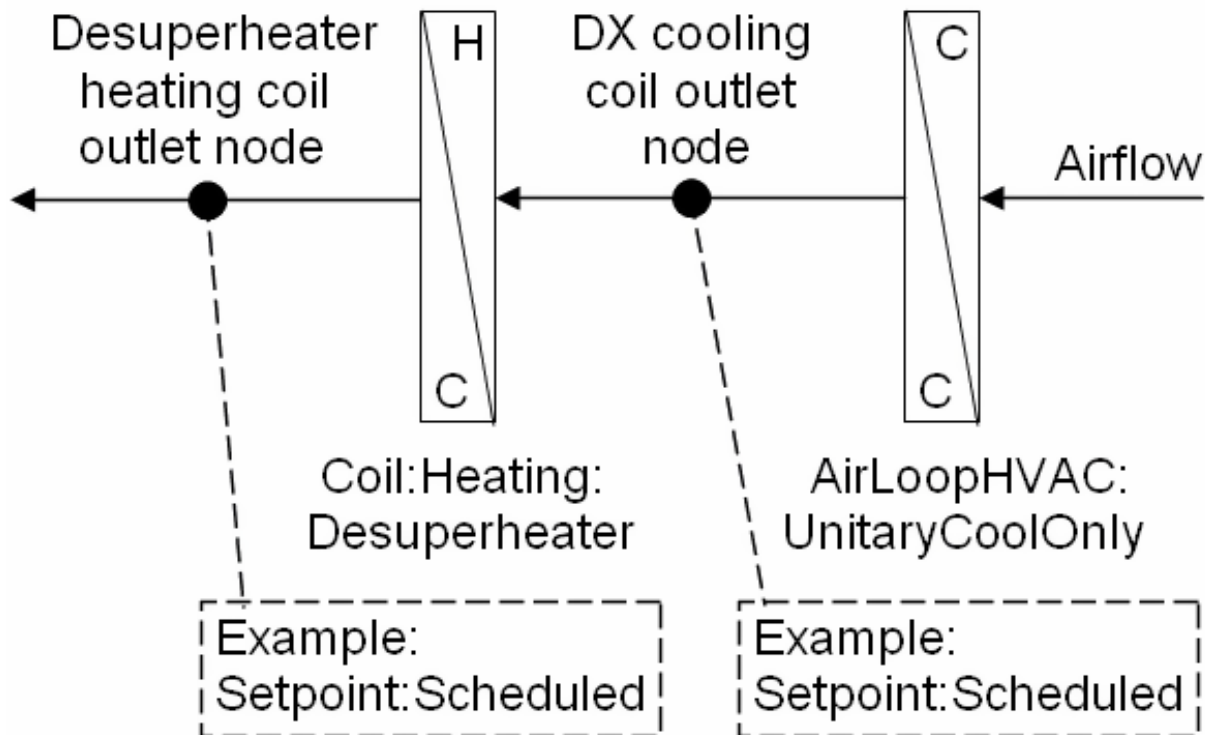 Desuperheater
heating coil
outlet node
H
C
DX cooling
coil outlet
node
C
C
Airflow
Coil:Heating:
Desuperheater
AirLoopHVAC:
UnitaryCoolOnly
Example:
Setpoint:Scheduled
Example:
Setpoint:Scheduled